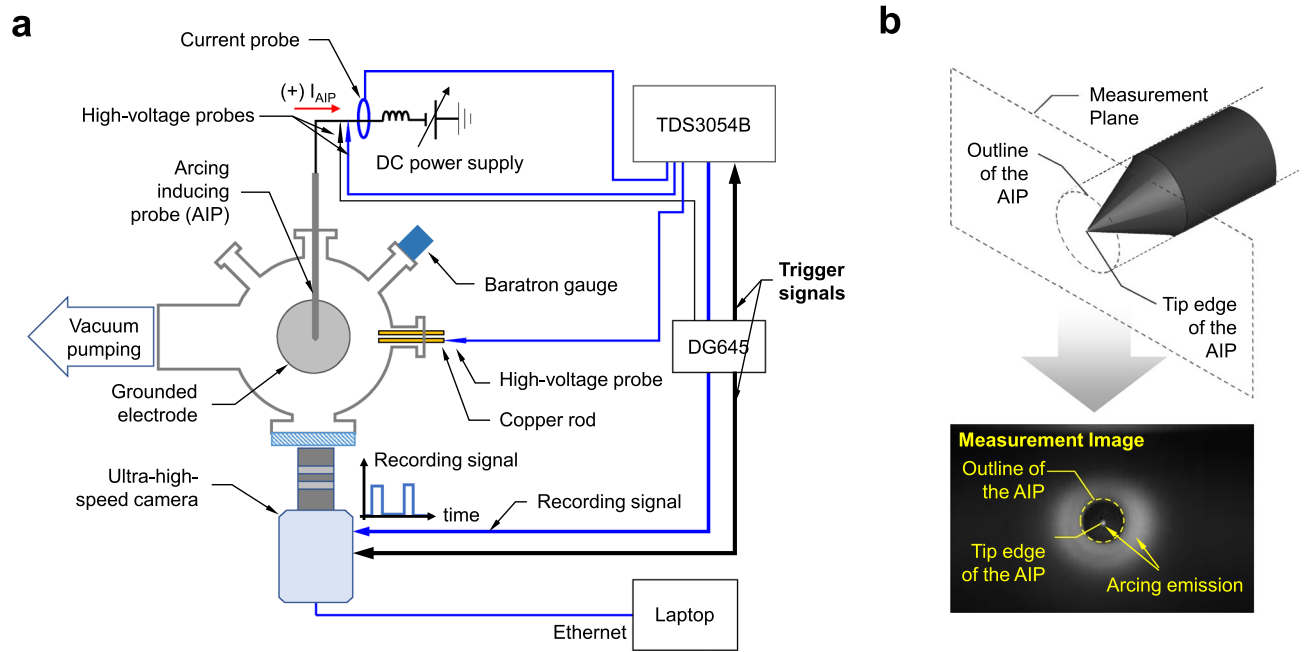 a
Current probe
(+) I_AIP
High-voltage probes
DC power supply
TDS3054B
Arcing
inducing
probe (AIP)
Baratron gauge
Trigger
signals
Vacuum
pumping
DG645
High-voltage probe
Grounded
electrode
Copper rod
Ultra-high-
speed camera
Recording signal
time
Recording signal
Laptop
Ethernet
b
Measurement
Plane
Outline
of the
AIP
Tip edge
of the
AIP
Measurement Image
Outline of
the AIP
Tip edge
of the AIP
Arcing emission